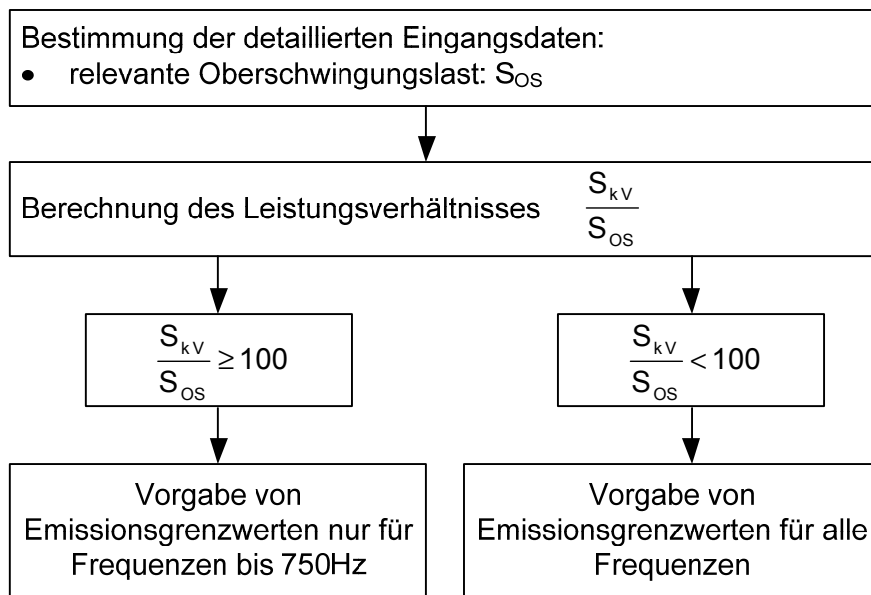 Bestimmung der detaillierten Eingangsdaten:
• relevante Oberschwingungslast: S_OS
Berechnung des Leistungsverhältnisses S_kV / S_OS
S_kV / S_OS ≥ 100
S_kV / S_OS < 100
Vorgabe von
Emissionsgrenzwerten nur für
Frequenzen bis 750Hz
Vorgabe von
Emissionsgrenzwerten für alle
Frequenzen